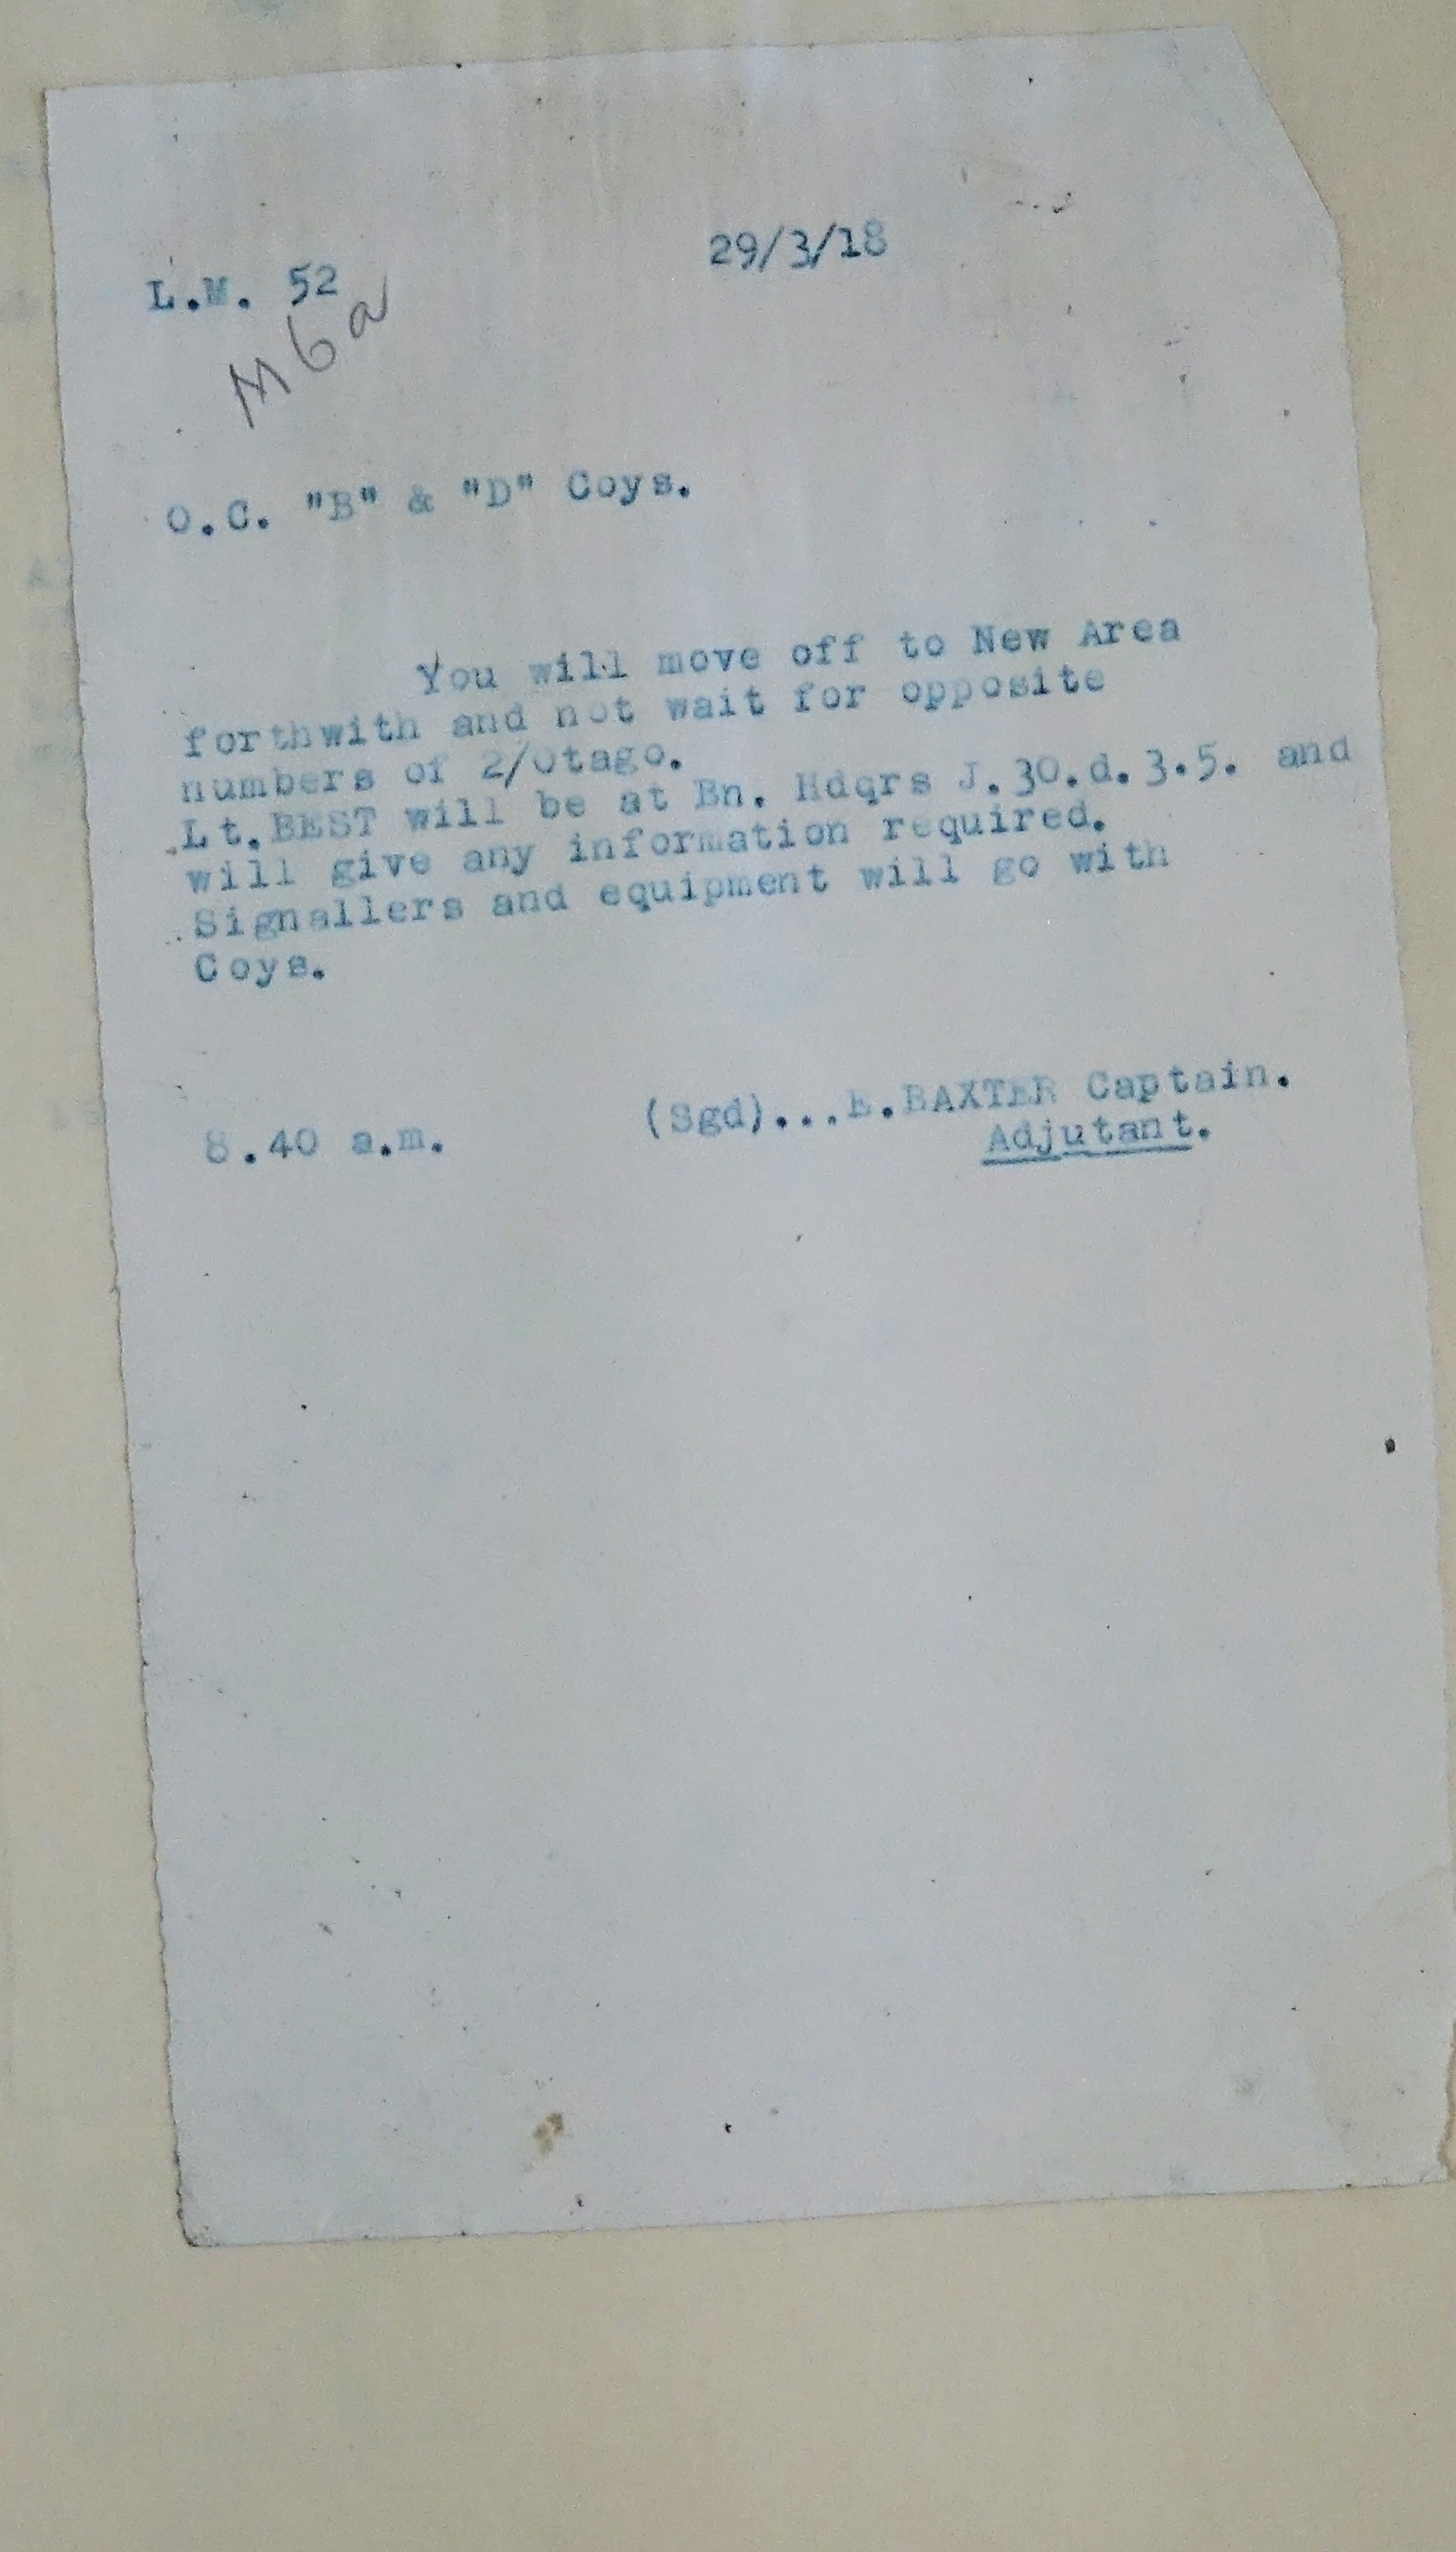 29/3/18
L.M. 52
M6a
O.C. "B" & "D" Coys.
You will move off to New Area
forthwith and not wait for opposite
numbers of 2/Otago.
Lt.BEST will be at Bn. Hdqrs J.30.d.3.5. and
will give any information required.
Signallers and equipment will go with
Coys.
(Sgd)...E.BAXTER Captain.
8.40 a.m. Adjutant.